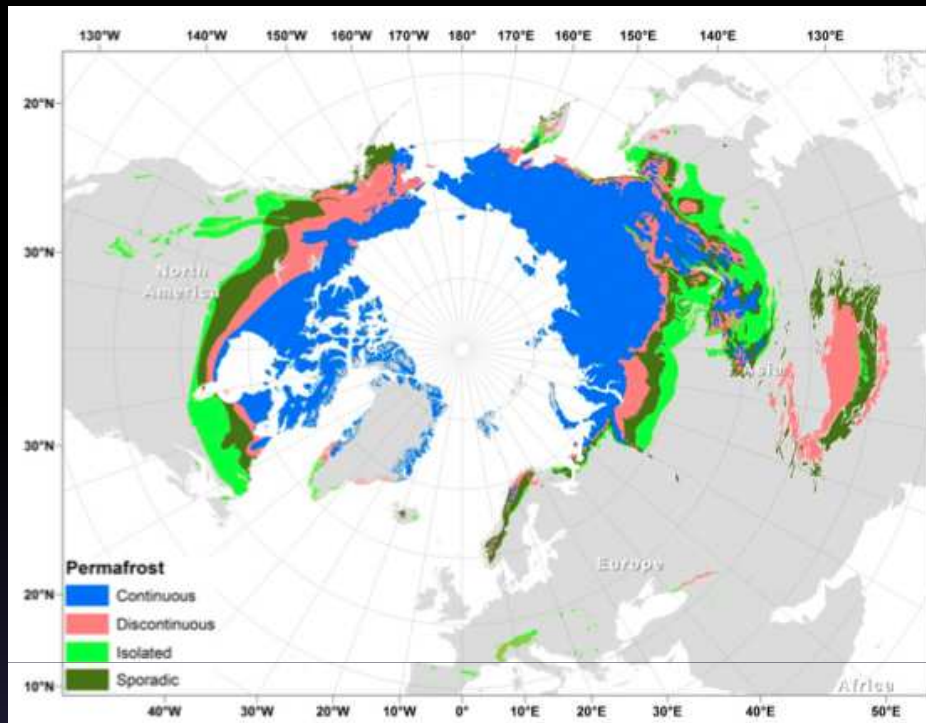 130°W 140°W 150°W 160°W 170°W 180° 170°E 160°E 150°E 140°E 130°E
20°N
30°N
North
America
Asia
30°N
Europe
Permafrost
Continuous
20°N
Discontinuous
Isolated
10°N
Sporadic
Africa
40°W 30°W 20°W 10°W 0° 10°E 20°E 30°E 40°E 50°E